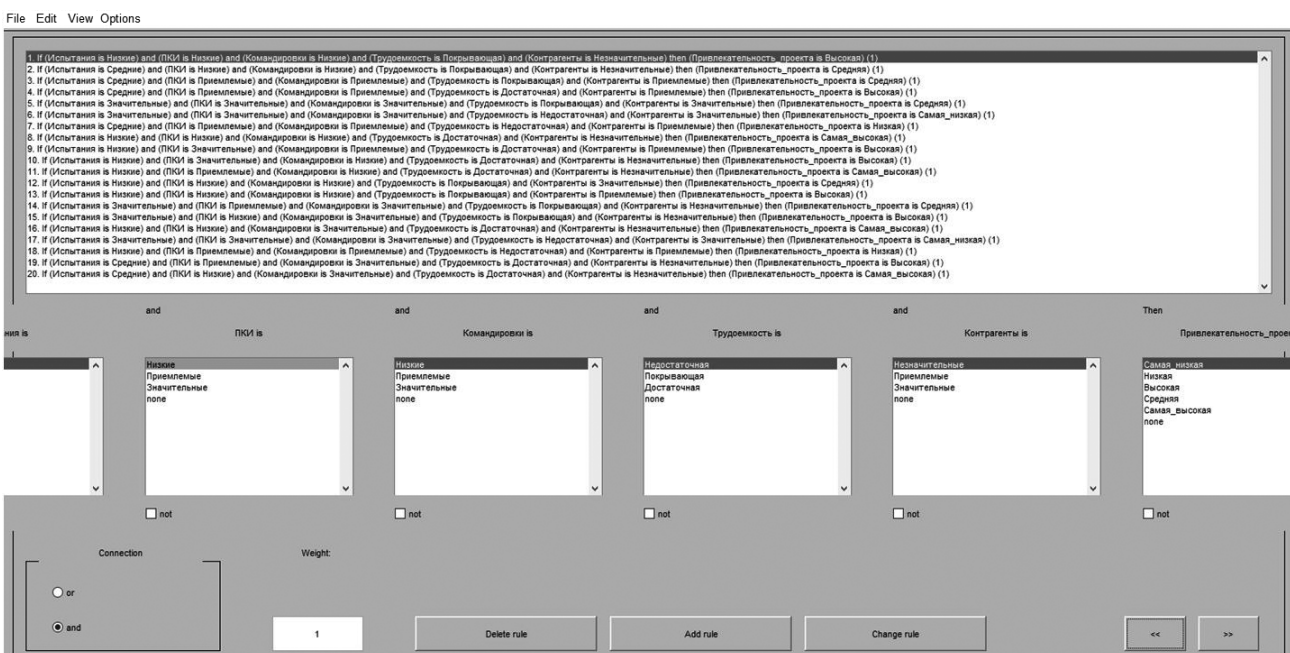 File Edit View Options
1. If (Испытания is Низкие) and (ПКИ is Низкие) and (Командировки is Низкие) and (Трудоемкость is Покрывающая) and (Контрагенты is Незначительные) then (Привлекательность_проекта is Высокая) (1)
2. If (Испытания is Средние) and (ПКИ is Низкие) and (Командировки is Низкие) and (Трудоемкость is Покрывающая) and (Контрагенты is Незначительные) then (Привлекательность_проекта is Средняя) (1)
3. If (Испытания is Средние) and (ПКИ is Приемлемые) and (Командировки is Приемлемые) and (Трудоемкость is Покрывающая) and (Контрагенты is Приемлемые) then (Привлекательность_проекта is Средняя) (1)
4. If (Испытания is Средние) and (ПКИ is Приемлемые) and (Командировки is Приемлемые) and (Трудоемкость is Достаточная) and (Контрагенты is Приемлемые) then (Привлекательность_проекта is Высокая) (1)
5. If (Испытания is Значительные) and (ПКИ is Значительные) and (Командировки is Значительные) and (Трудоемкость is Покрывающая) and (Контрагенты is Значительные) then (Привлекательность_проекта is Средняя) (1)
6. If (Испытания is Значительные) and (ПКИ is Значительные) and (Командировки is Значительные) and (Трудоемкость is Недостаточная) and (Контрагенты is Значительные) then (Привлекательность_проекта is Самая_низкая) (1)
7. If (Испытания is Средние) and (ПКИ is Приемлемые) and (Командировки is Приемлемые) and (Трудоемкость is Недостаточная) and (Контрагенты is Приемлемые) then (Привлекательность_проекта is Низкая) (1)
8. If (Испытания is Низкие) and (ПКИ is Низкие) and (Командировки is Низкие) and (Трудоемкость is Достаточная) and (Контрагенты is Незначительные) then (Привлекательность_проекта is Самая_высокая) (1)
9. If (Испытания is Низкие) and (ПКИ is Значительные) and (Командировки is Приемлемые) and (Трудоемкость is Достаточная) and (Контрагенты is Приемлемые) then (Привлекательность_проекта is Высокая) (1)
10. If (Испытания is Низкие) and (ПКИ is Значительные) and (Командировки is Низкие) and (Трудоемкость is Достаточная) and (Контрагенты is Незначительные) then (Привлекательность_проекта is Высокая) (1)
11. If (Испытания is Низкие) and (ПКИ is Приемлемые) and (Командировки is Низкие) and (Трудоемкость is Достаточная) and (Контрагенты is Незначительные) then (Привлекательность_проекта is Самая_высокая) (1)
12. If (Испытания is Низкие) and (ПКИ is Низкие) and (Командировки is Низкие) and (Трудоемкость is Покрывающая) and (Контрагенты is Значительные) then (Привлекательность_проекта is Средняя) (1)
13. If (Испытания is Низкие) and (ПКИ is Низкие) and (Командировки is Низкие) and (Трудоемкость is Покрывающая) and (Контрагенты is Приемлемые) then (Привлекательность_проекта is Высокая) (1)
14. If (Испытания is Значительные) and (ПКИ is Приемлемые) and (Командировки is Значительные) and (Трудоемкость is Покрывающая) and (Контрагенты is Незначительные) then (Привлекательность_проекта is Средняя) (1)
15. If (Испытания is Значительные) and (ПКИ is Низкие) and (Командировки is Значительные) and (Трудоемкость is Покрывающая) and (Контрагенты is Незначительные) then (Привлекательность_проекта is Высокая) (1)
16. If (Испытания is Низкие) and (ПКИ is Низкие) and (Командировки is Значительные) and (Трудоемкость is Достаточная) and (Контрагенты is Незначительные) then (Привлекательность_проекта is Самая_высокая) (1)
17. If (Испытания is Значительные) and (ПКИ is Значительные) and (Командировки is Значительные) and (Трудоемкость is Недостаточная) and (Контрагенты is Значительные) then (Привлекательность_проекта is Самая_низкая) (1)
18. If (Испытания is Низкие) and (ПКИ is Приемлемые) and (Командировки is Приемлемые) and (Трудоемкость is Недостаточная) and (Контрагенты is Приемлемые) then (Привлекательность_проекта is Низкая) (1)
19. If (Испытания is Средние) and (ПКИ is Приемлемые) and (Командировки is Значительные) and (Трудоемкость is Достаточная) and (Контрагенты is Незначительные) then (Привлекательность_проекта is Высокая) (1)
20. If (Испытания is Средние) and (ПКИ is Низкие) and (Командировки is Значительные) and (Трудоемкость is Достаточная) and (Контрагенты is Незначительные) then (Привлекательность_проекта is Самая_высокая) (1)
and and and and Then
ния is ПКИ is Командировки is Трудоемкость is Контрагенты is Привлекательность_прое
Низкие Низкие Недостаточная Незначительные Самая_низкая
Приемлемые Приемлемые Покрывающая Приемлемые Низкая
Значительные Значительные Достаточная Значительные Высокая
none none none none Средняя
Самая_высокая
none
not not not not not
Connection Weight:
or
and
1 Delete rule Add rule Change rule << >>